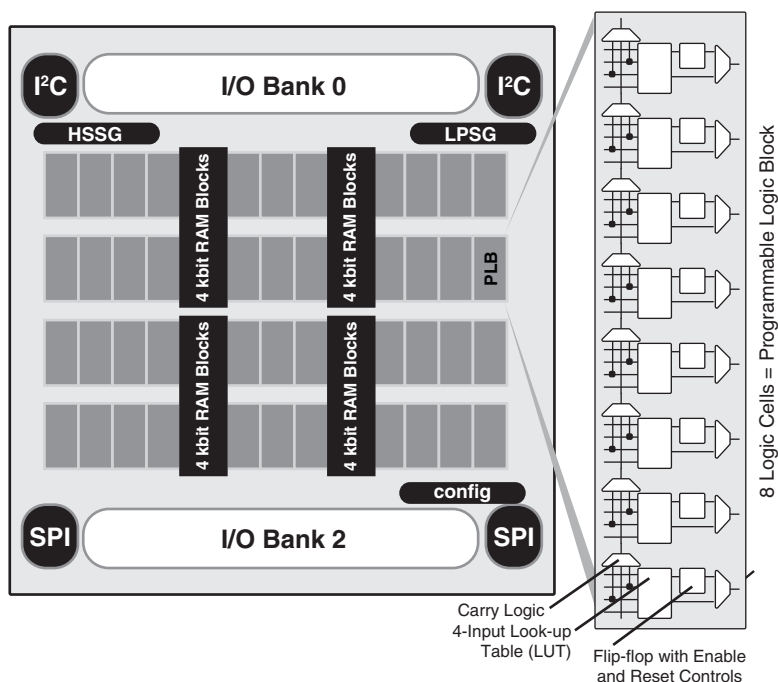 I²C
I/O Bank 0
I²C
HSSG
LPSG
4 kbit RAM Blocks
4 kbit RAM Blocks
PLB
4 kbit RAM Blocks
4 kbit RAM Blocks
config
SPI
I/O Bank 2
SPI
8 Logic Cells = Programmable Logic Block
Carry Logic
4-Input Look-up
Table (LUT)
Flip-flop with Enable
and Reset Controls